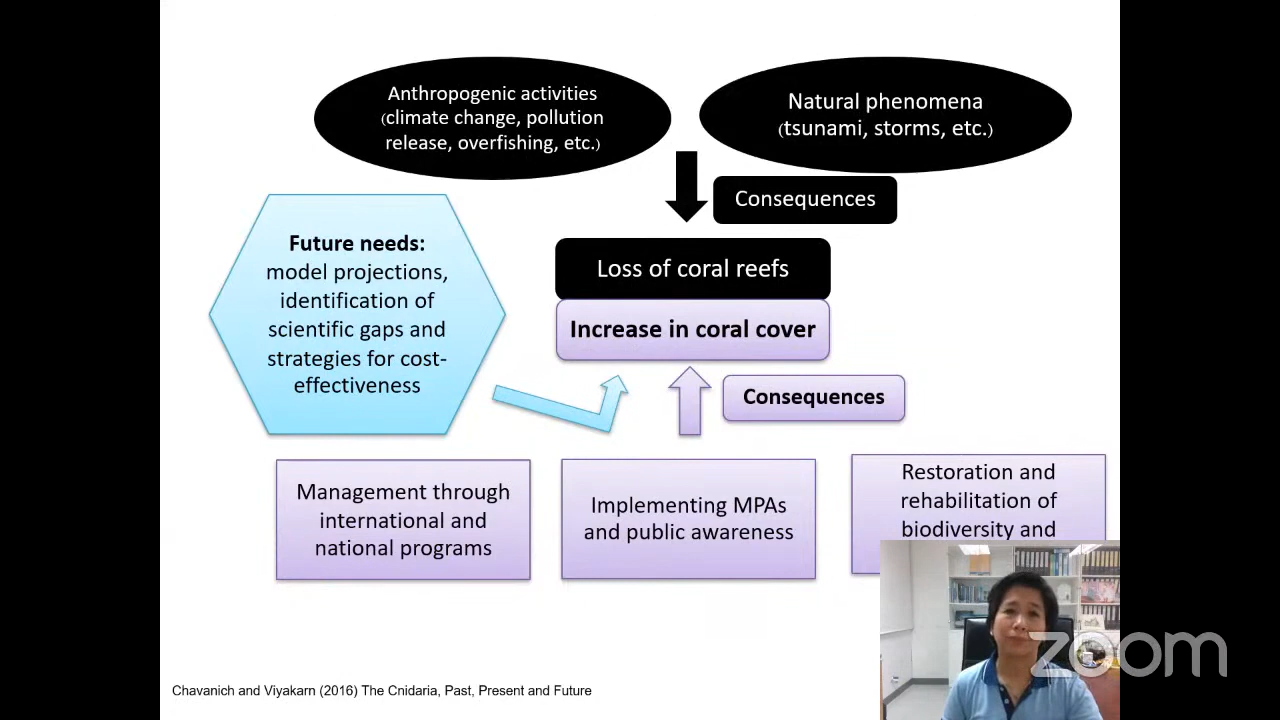 Anthropogenic activities
(climate change, pollution
release, overfishing, etc.)
Natural phenomena
(tsunami, storms, etc.)
Consequences
Loss of coral reefs
Increase in coral cover
Consequences
Future needs:
model projections,
identification of
scientific gaps and
strategies for cost-
effectiveness
Management through
international and
national programs
Implementing MPAs
and public awareness
Restoration and
rehabilitation of
biodiversity and
zoom
Chavanich and Viyakarn (2016) The Cnidaria, Past, Present and Future